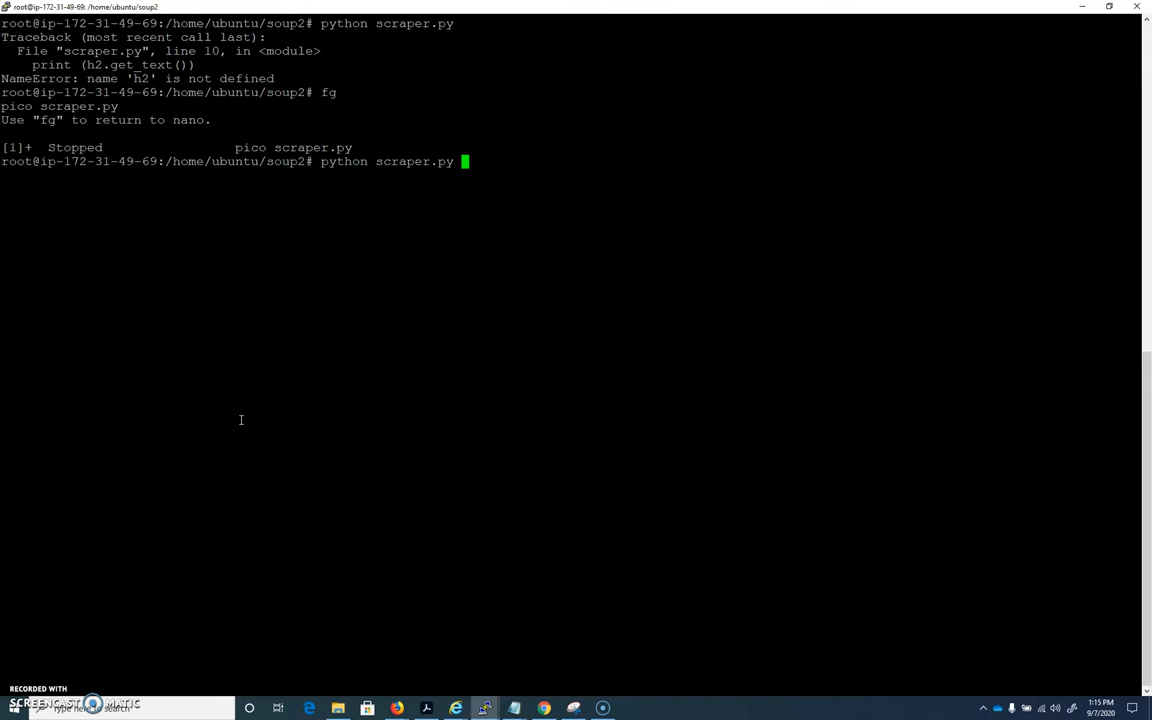 root@ip-172-31-49-69: /home/ubuntu/soup2
root@ip-172-31-49-69:/home/ubuntu/soup2# python scraper.py
Traceback (most recent call last):
  File "scraper.py", line 10, in <module>
    print (h2.get_text())
NameError: name 'h2' is not defined
root@ip-172-31-49-69:/home/ubuntu/soup2# fg
pico scraper.py
Use "fg" to return to nano.
[1]+  Stopped                 pico scraper.py
root@ip-172-31-49-69:/home/ubuntu/soup2# python scraper.py
RECORDED WITH
SCREENCAST MATIC
Type here to search
1:15 PM
9/7/2020